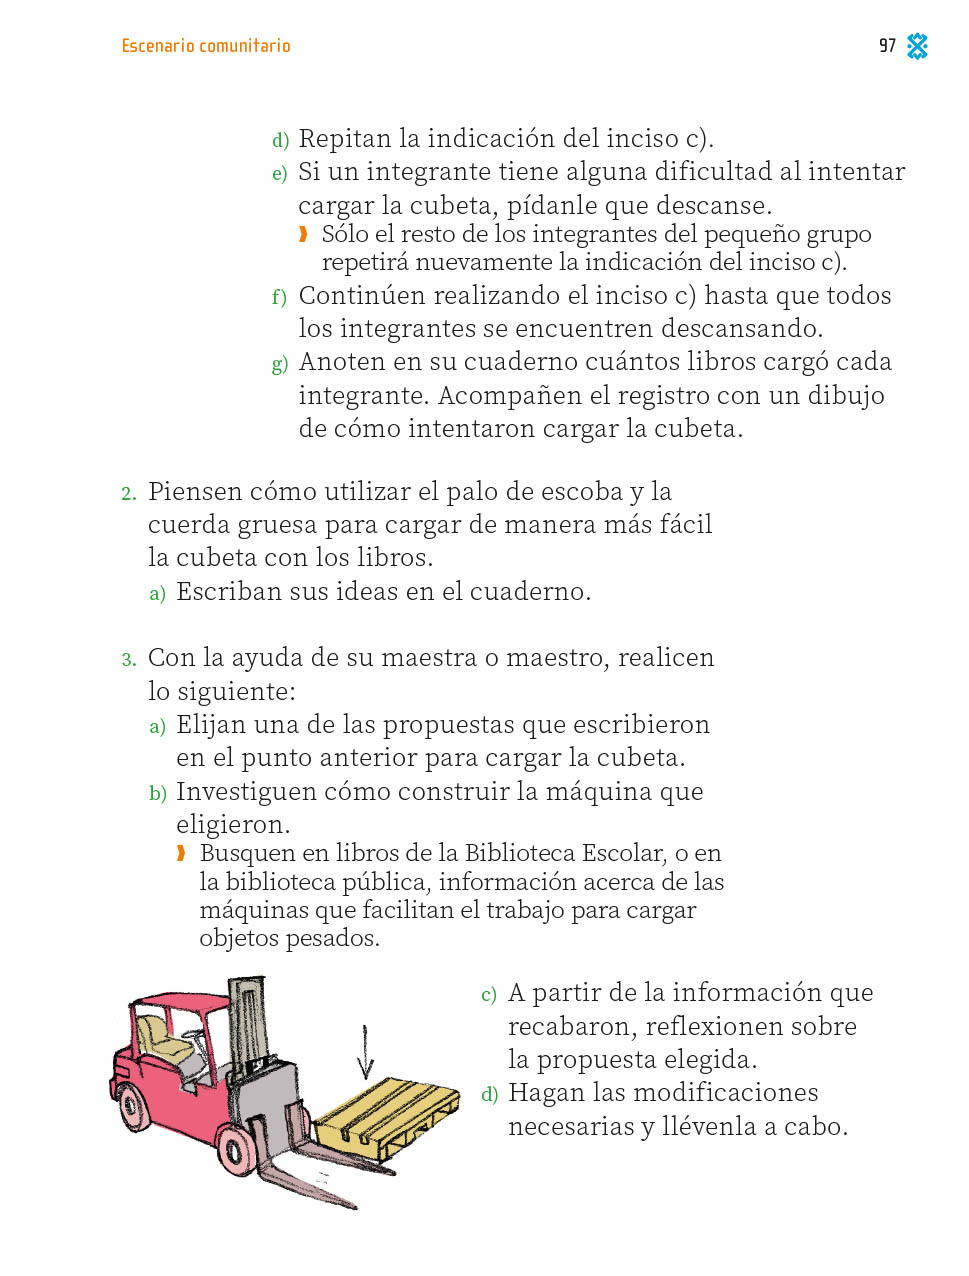 Escenario comunitario
97
d) Repitan la indicación del inciso c).
e) Si un integrante tiene alguna dificultad al intentar
cargar la cubeta, pídanle que descanse.
Sólo el resto de los integrantes del pequeño grupo
repetirá nuevamente la indicación del inciso c).
f) Continúen realizando el inciso c) hasta que todos
los integrantes se encuentren descansando.
g) Anoten en su cuaderno cuántos libros cargó cada
integrante. Acompañen el registro con un dibujo
de cómo intentaron cargar la cubeta.
2. Piensen cómo utilizar el palo de escoba y la
cuerda gruesa para cargar de manera más fácil
la cubeta con los libros.
a) Escriban sus ideas en el cuaderno.
3. Con la ayuda de su maestra o maestro, realicen
lo siguiente:
a) Elijan una de las propuestas que escribieron
en el punto anterior para cargar la cubeta.
b) Investiguen cómo construir la máquina que
eligieron.
Busquen en libros de la Biblioteca Escolar, o en
la biblioteca pública, información acerca de las
máquinas que facilitan el trabajo para cargar
objetos pesados.
c) A partir de la información que
recabaron, reflexionen sobre
la propuesta elegida.
d) Hagan las modificaciones
necesarias y llévenla a cabo.